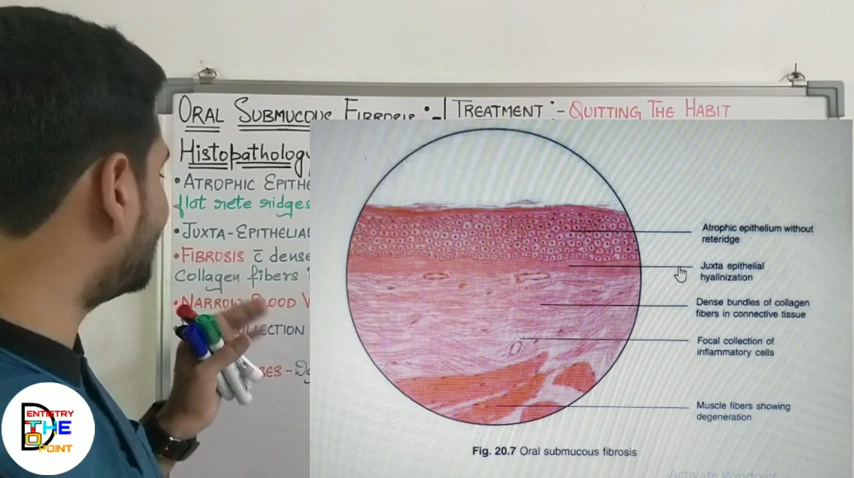 ORAL SUBMUCOUS FIBROSIS :-
TREATMENT :- QUITTING THE HABIT
Histopathology
• ATROPHIC EPITHE
flat rete ridges
• JUXTA-EPITHELIAL
• FIBROSIS c̄ dense
Collagen fibers
• NARROW BLOOD V
COLLECTION
Atrophic epithelium without
reteridge
Juxta epithelial
hyalinization
Dense bundles of collagen
fibers in connective tissue
Focal collection of
inflammatory cells
Muscle fibers showing
degeneration
Fig. 20.7 Oral submucous fibrosis
Activate Windows
DENTISTRY
THE
POINT